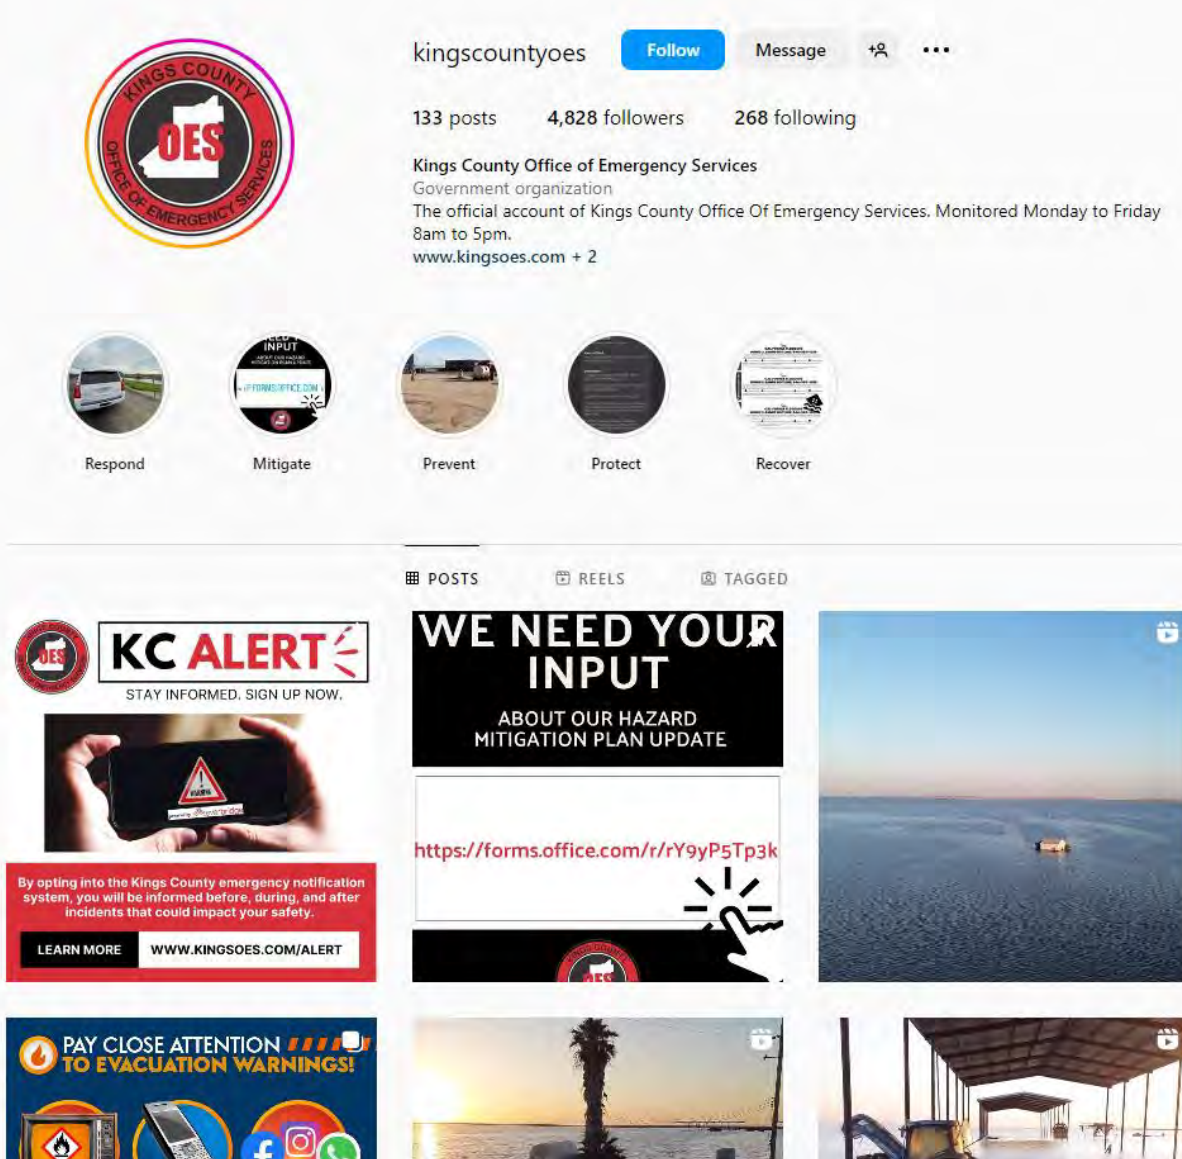 KINGS COUNTY
OES
OFFICE OF EMERGENCY SERVICES
kingscountyoes
Follow
Message
133 posts
4,828 followers
268 following
Kings County Office of Emergency Services
Government organization
The official account of Kings County Office Of Emergency Services. Monitored Monday to Friday
8am to 5pm.
www.kingsoes.com + 2
INPUT
Respond
Mitigate
Prevent
Protect
Recover
POSTS
REELS
TAGGED
OES
KC ALERT
STAY INFORMED. SIGN UP NOW.
By opting into the Kings County emergency notification
system, you will be informed before, during, and after
incidents that could impact your safety.
LEARN MORE
WWW.KINGSOES.COM/ALERT
WE NEED YOUR
INPUT
ABOUT OUR HAZARD
MITIGATION PLAN UPDATE
https://forms.office.com/r/rY9yP5Tp3k
KINGS COUNTY
OES
PAY CLOSE ATTENTION
TO EVACUATION WARNINGS!